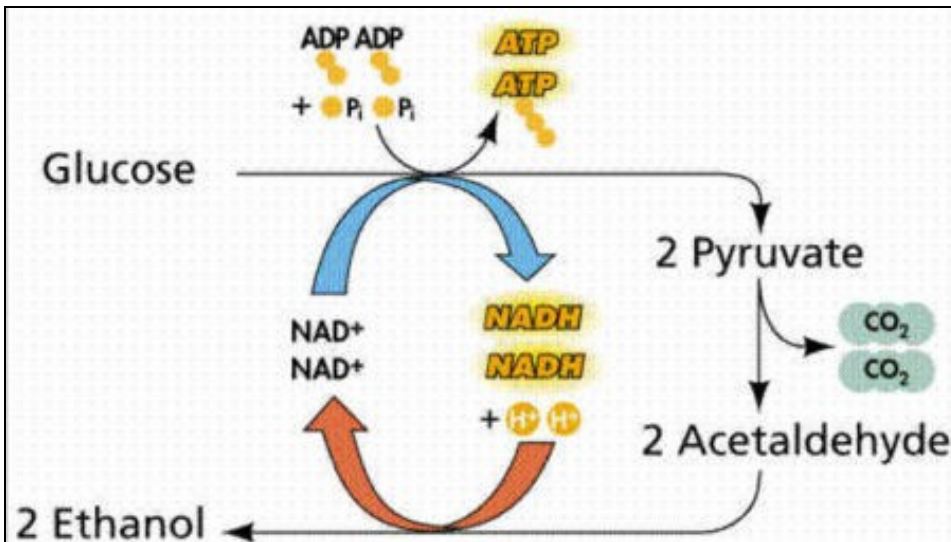 ADP ADP
ATP
ATP
+ Pi Pi
Glucose
2 Pyruvate
NAD+
NAD+
NADH
NADH
CO2
CO2
+ H+ H+
2 Acetaldehyde
2 Ethanol